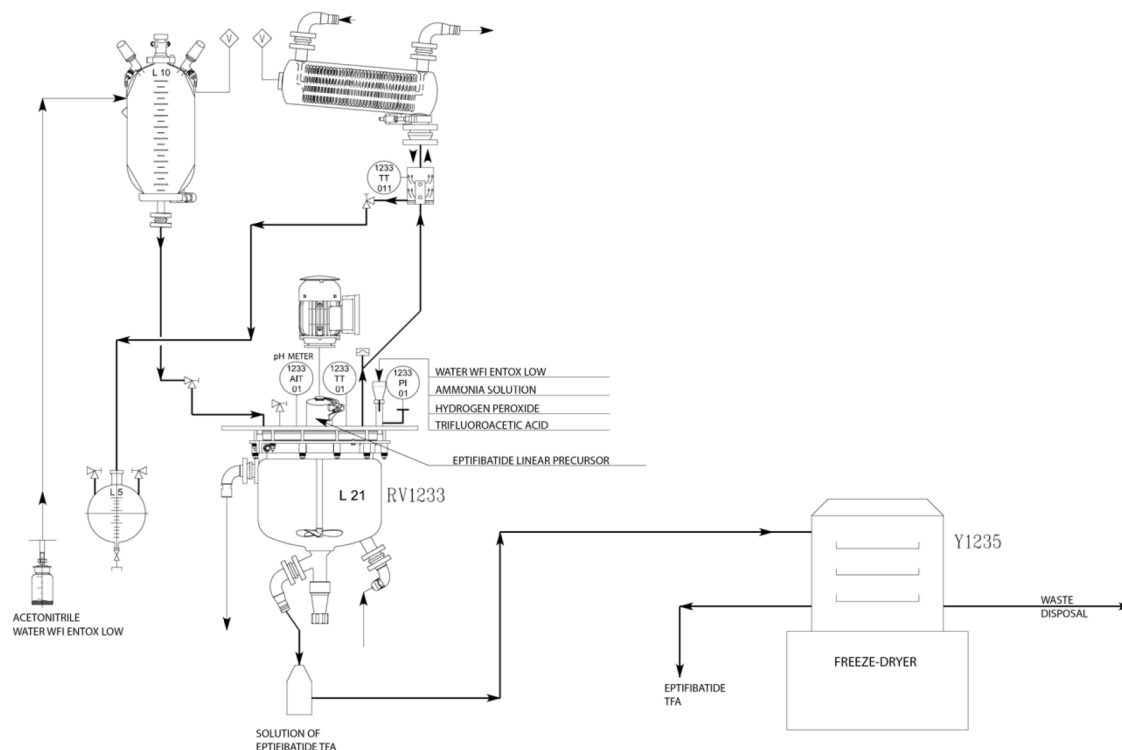 V
V
L 10
1233
TT
011
pH METER
1233
AIT
01
1233
TT
01
1233
PI
01
WATER WFI ENTOX LOW
AMMONIA SOLUTION
HYDROGEN PEROXIDE
TRIFLUOROACETIC ACID
EPTIFIBATIDE LINEAR PRECURSOR
L 5
L 21
RV1233
Y1235
ACETONITRILE
WATER WFI ENTOX LOW
WASTE
DISPOSAL
FREEZE-DRYER
EPTIFIBATIDE
TFA
SOLUTION OF
EPTIFIBATIDE TFA